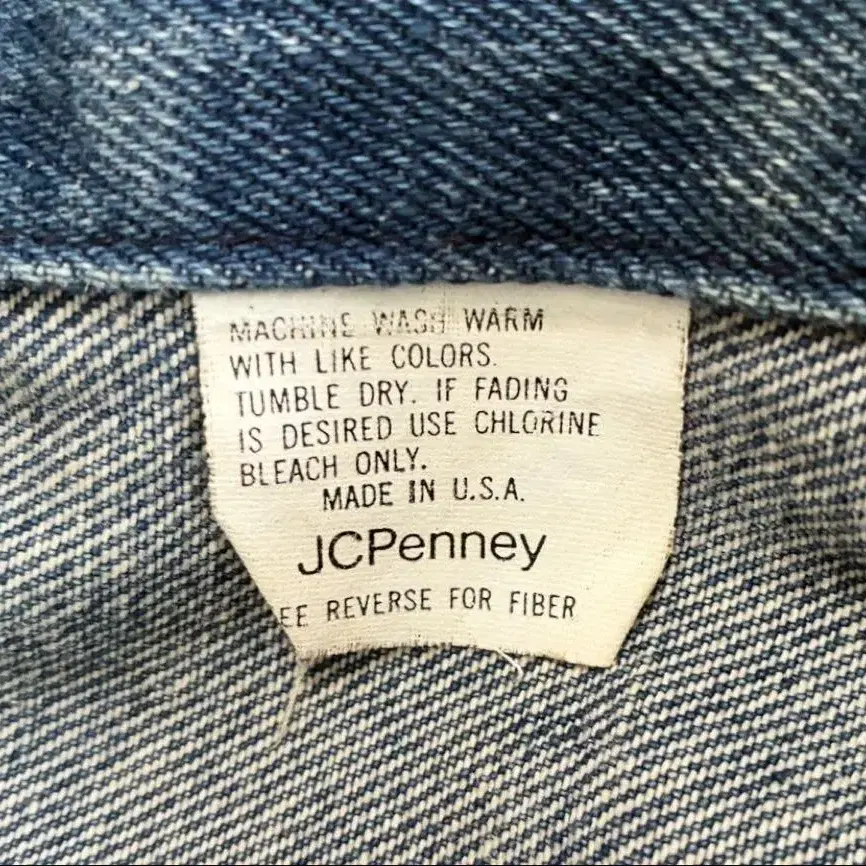 MACHINE WASH WARM
WITH LIKE COLORS.
TUMBLE DRY. IF FADING
IS DESIRED USE CHLORINE
BLEACH ONLY.
MADE IN U.S.A.
JCPenney
EE REVERSE FOR FIBER